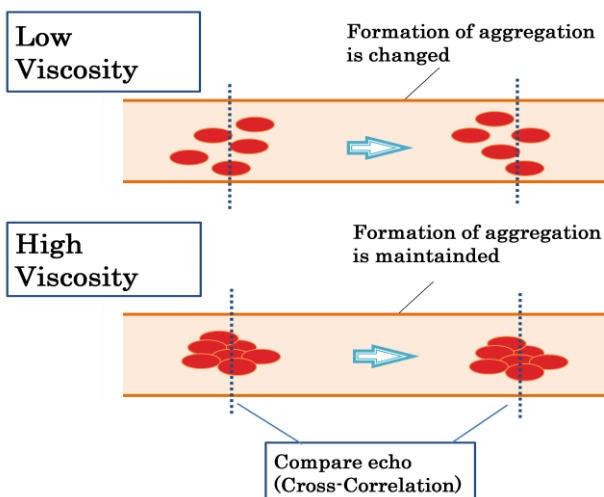 Low
Viscosity
Formation of aggregation
is changed
High
Viscosity
Formation of aggregation
is maintainded
Compare echo
(Cross-Correlation)